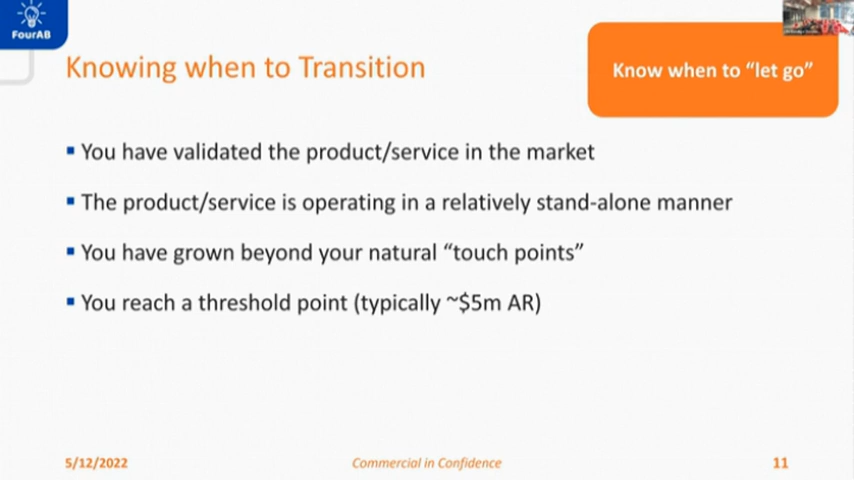 FourAB
Knowing when to Transition
Know when to “let go”
▪ You have validated the product/service in the market
▪ The product/service is operating in a relatively stand-alone manner
▪ You have grown beyond your natural “touch points”
▪ You reach a threshold point (typically ~$5m AR)
5/12/2022
Commercial in Confidence
11